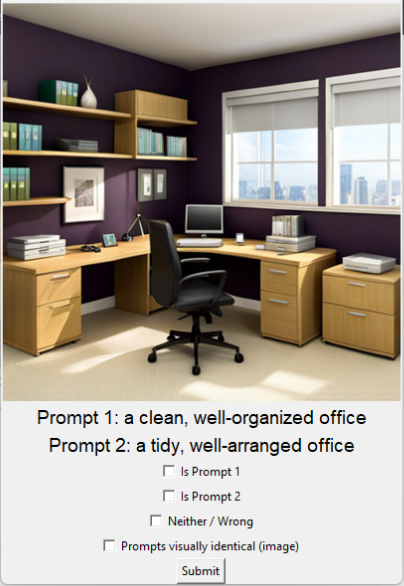 Prompt 1: a clean, well-organized office
Prompt 2: a tidy, well-arranged office
Is Prompt 1
Is Prompt 2
Neither / Wrong
Prompts visually identical (image)
Submit